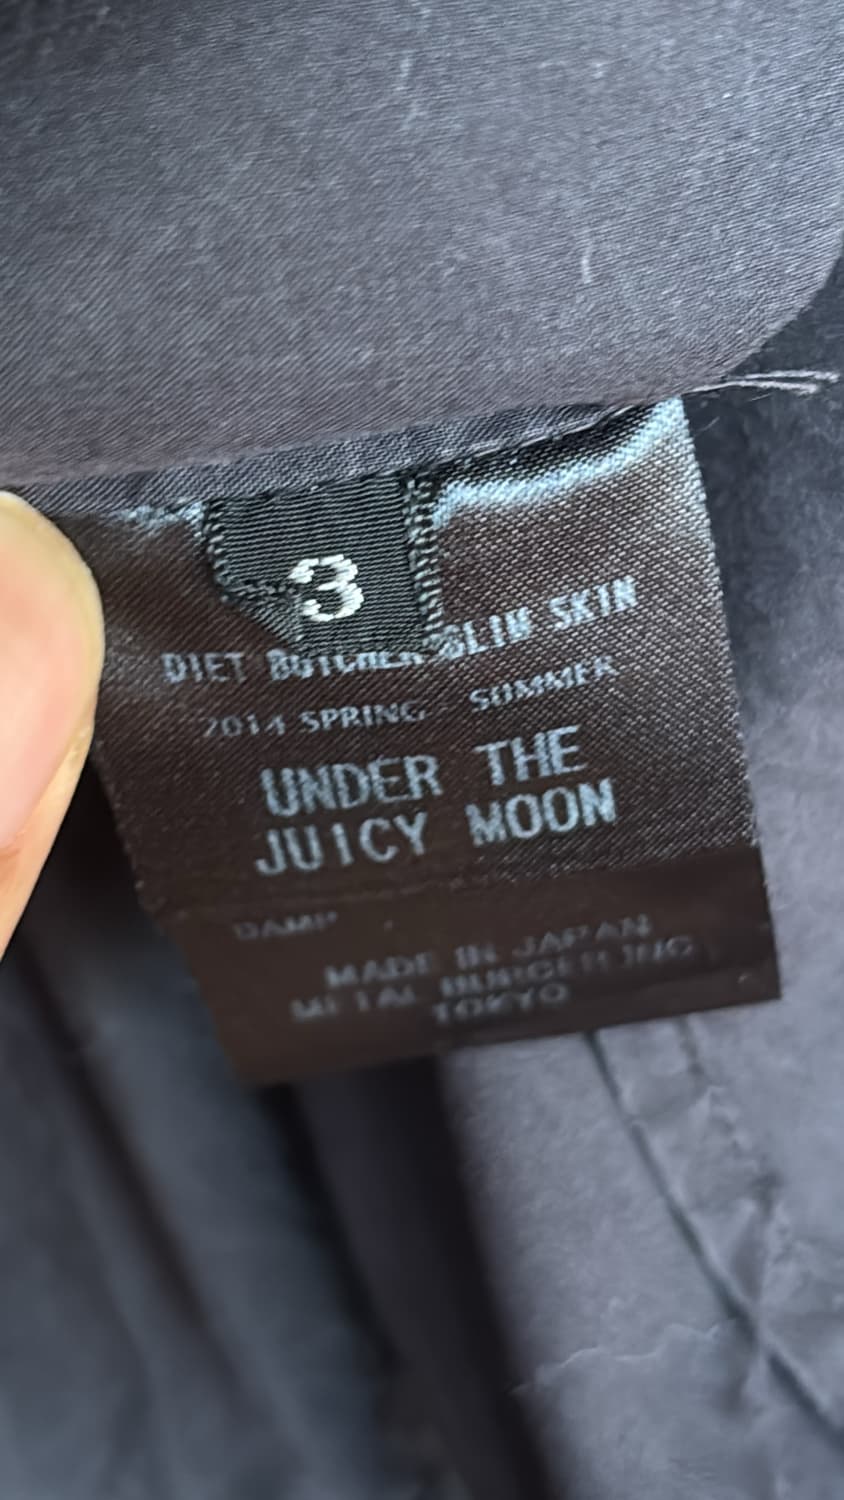 3
DIET BUTCHER SLIM SKIN
2014 SPRING - SUMMER
UNDER THE
JUICY MOON
MADE IN JAPAN
METAL BURGER INC
TOKYO